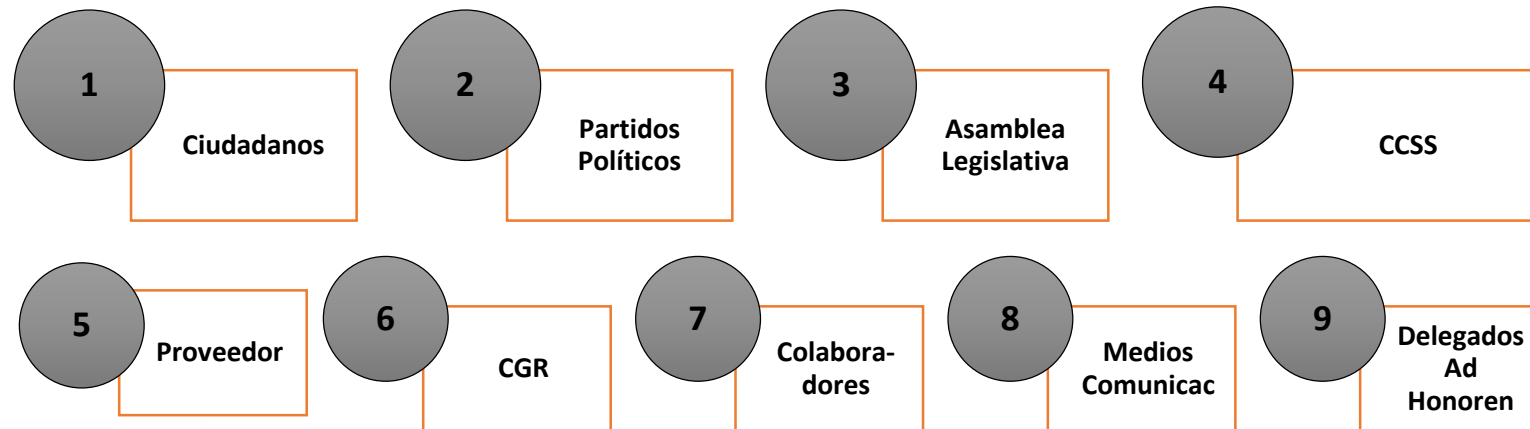 1
Ciudadanos
2
Partidos
Políticos
3
Asamblea
Legislativa
4
CCSS
5
Proveedor
6
CGR
7
Colabora-
dores
8
Medios
Comunicac
9
Delegados
Ad
Honoren